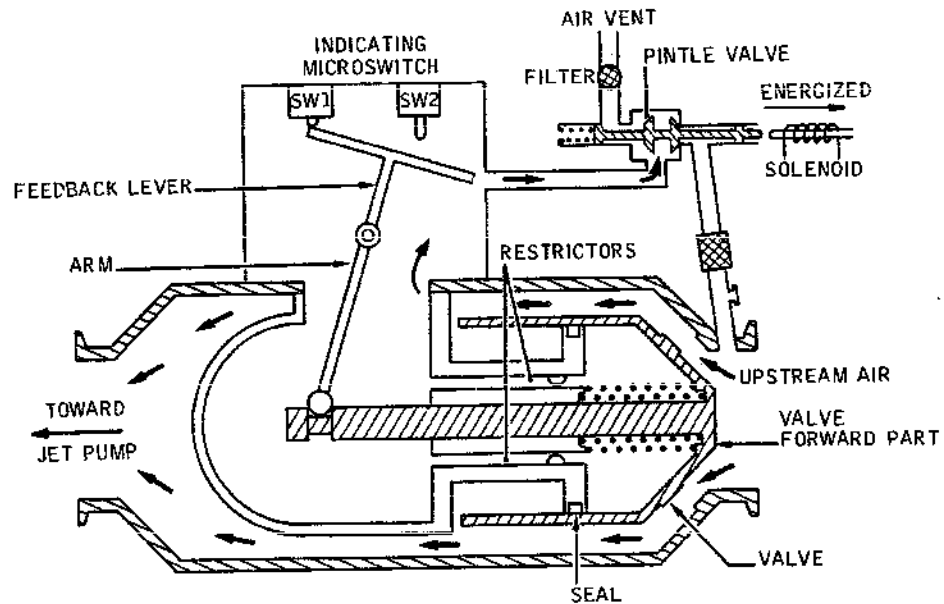 AIR VENT
INDICATING
MICROSWITCH
PINTLE VALVE
FILTER
ENERGIZED
SW1
SW2
SOLENOID
FEEDBACK LEVER
RESTRICTORS
ARM
UPSTREAM AIR
TOWARD
JET PUMP
VALVE
FORWARD PART
VALVE
SEAL